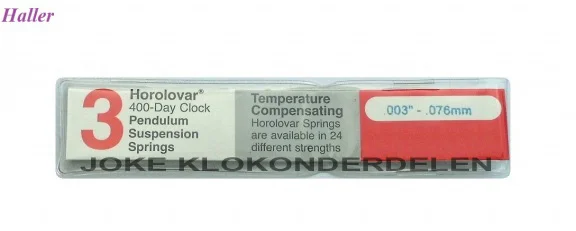 Haller
3
Horolovar®
400-Day Clock
Pendulum
Suspension
Springs
Temperature
Compensating
Horolovar Springs
are available in 24
different strengths
.003" - .076mm
JOKE KLOKONDERDELEN